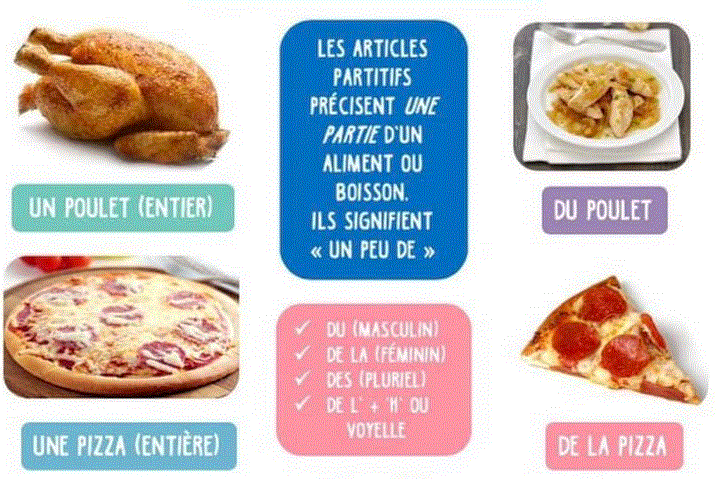 LES ARTICLES
PARTITIFS
PRÉCISENT UNE
PARTIE D'UN
ALIMENT OU
BOISSON.
ILS SIGNIFIENT
« UN PEU DE »
UN POULET (ENTIER)
DU POULET
✓ DU (MASCULIN)
✓ DE LA (FÉMININ)
✓ DES (PLURIEL)
✓ DE L' + 'H' OU
VOYELLE
UNE PIZZA (ENTIÈRE)
DE LA PIZZA